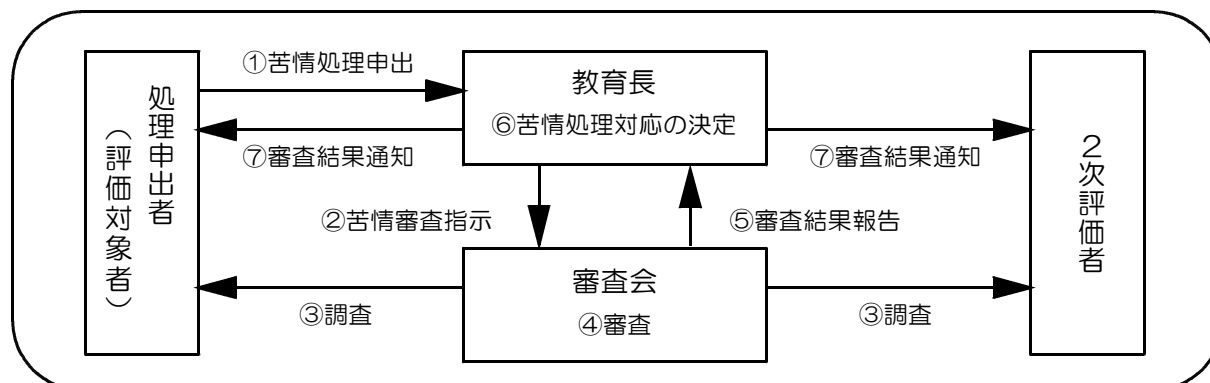 処理申出者
（評価対象者）
①苦情処理申出
⑦審査結果通知
教育長
⑥苦情処理対応の決定
⑦審査結果通知
２次評価者
②苦情審査指示
⑤審査結果報告
③調査
審査会
④審査
③調査